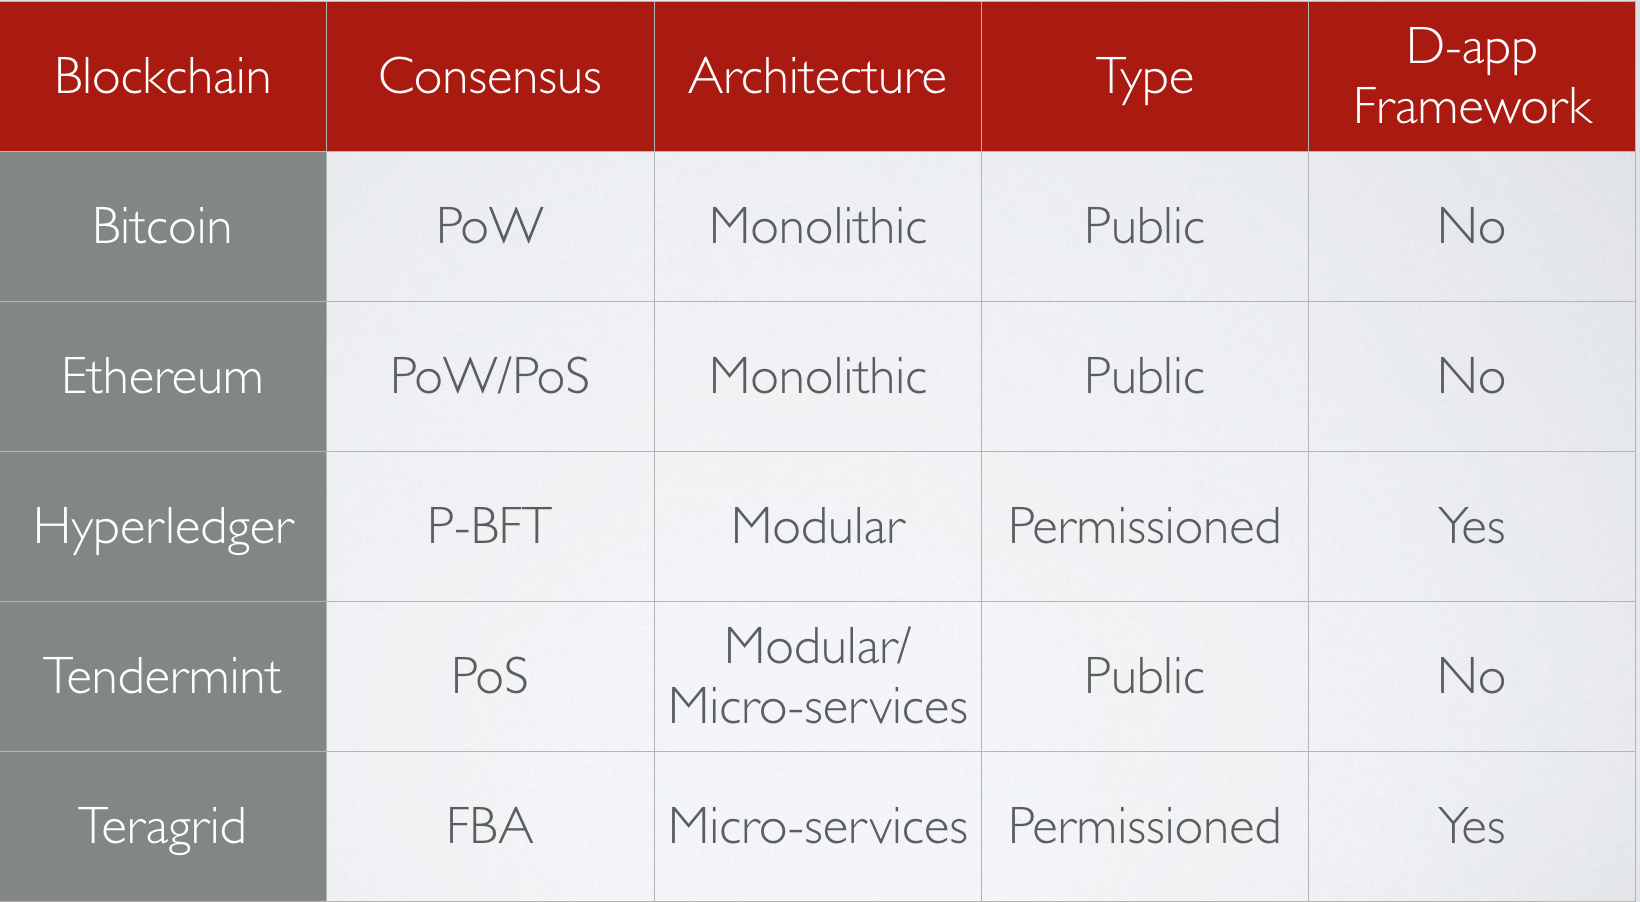 Blockchain
Consensus
Architecture
Type
D-app
Framework
Bitcoin
PoW
Monolithic
Public
No
Ethereum
PoW/PoS
Monolithic
Public
No
Hyperledger
P-BFT
Modular
Permissioned
Yes
Tendermint
PoS
Modular/
Micro-services
Public
No
Teragrid
FBA
Micro-services
Permissioned
Yes